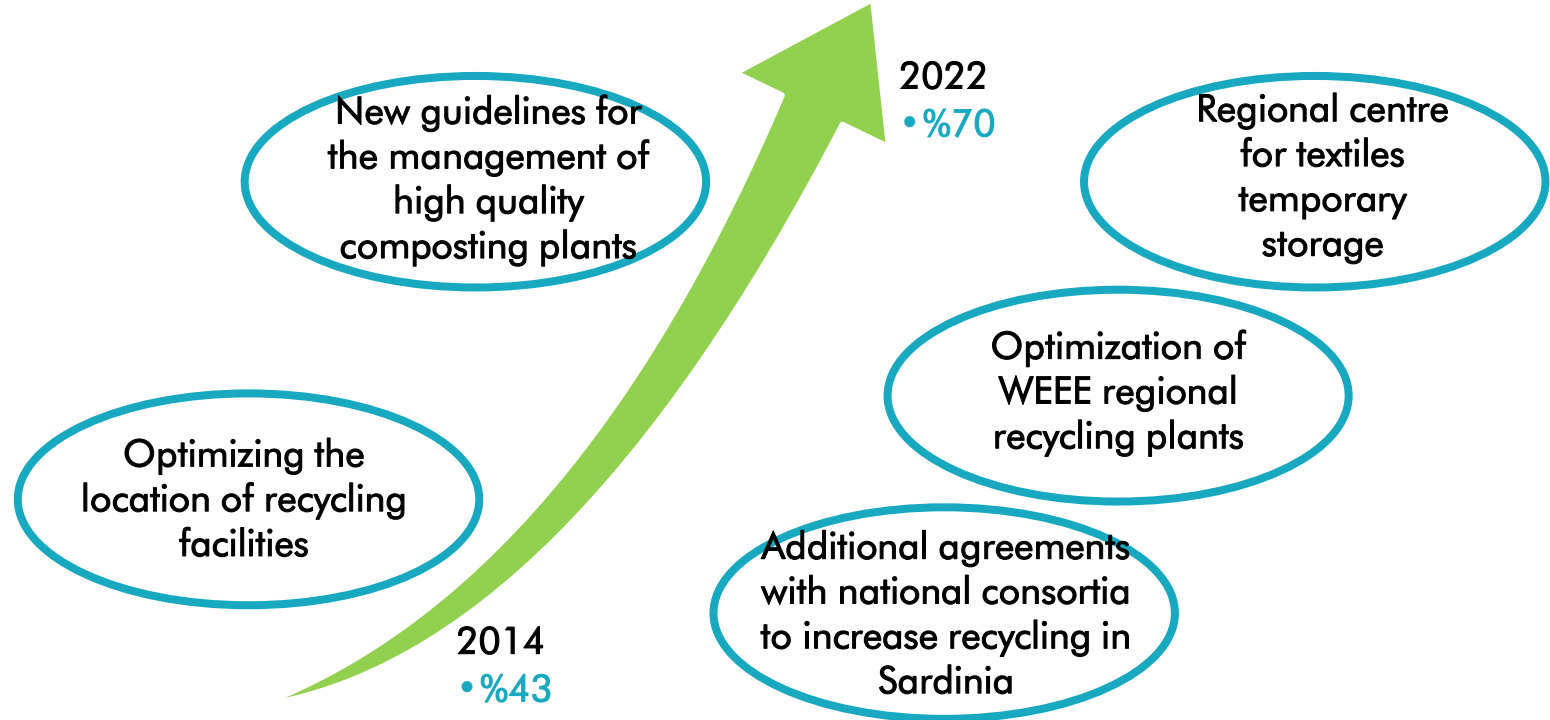 New guidelines for
the management of
high quality
composting plants
2022
•%70
Regional centre
for textiles
temporary
storage
Optimization of
WEEE regional
recycling plants
Optimizing the
location of recycling
facilities
Additional agreements
with national consortia
to increase recycling in
Sardinia
2014
•%43